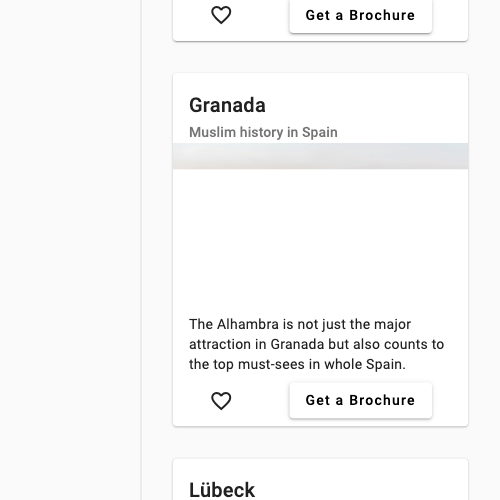 Get a Brochure
Granada
Muslim history in Spain
The Alhambra is not just the major
attraction in Granada but also counts to
the top must-sees in whole Spain.
Get a Brochure
Lübeck